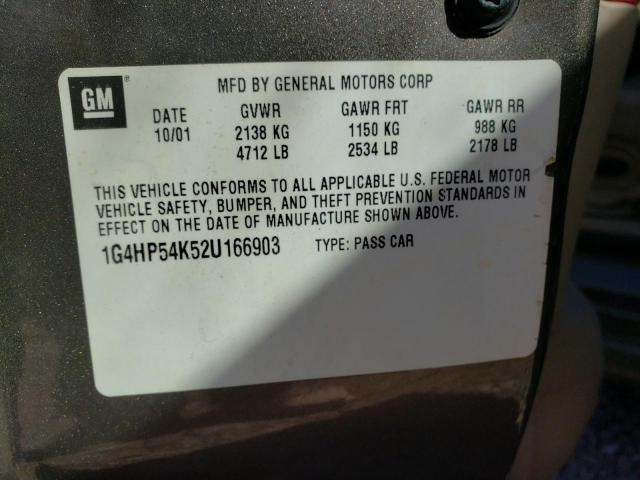 GM ®
MFD BY GENERAL MOTORS CORP
DATE GVWR GAWR FRT GAWR RR
10/01 2138 KG 1150 KG 988 KG
4712 LB 2534 LB 2178 LB
THIS VEHICLE CONFORMS TO ALL APPLICABLE U.S. FEDERAL MOTOR
VEHICLE SAFETY, BUMPER, AND THEFT PREVENTION STANDARDS IN
EFFECT ON THE DATE OF MANUFACTURE SHOWN ABOVE.
1G4HP54K52U166903 TYPE: PASS CAR